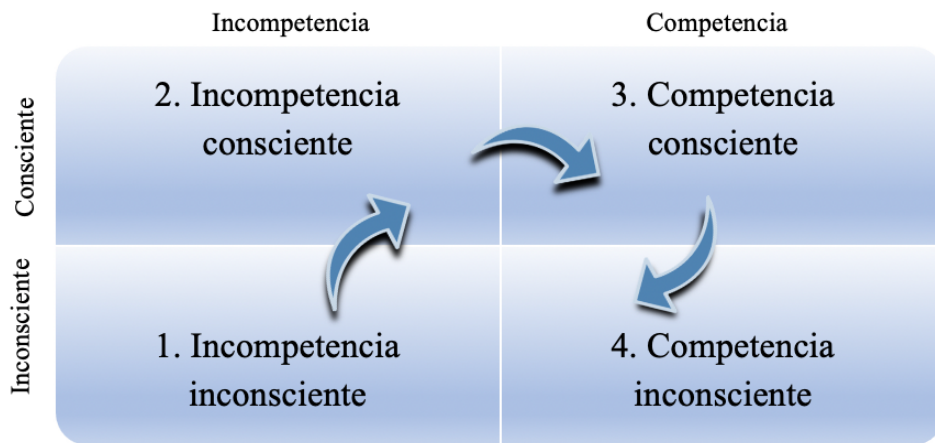 Incompetencia
Competencia
Consciente
2. Incompetencia
consciente
3. Competencia
consciente
Inconsciente
1. Incompetencia
inconsciente
4. Competencia
inconsciente